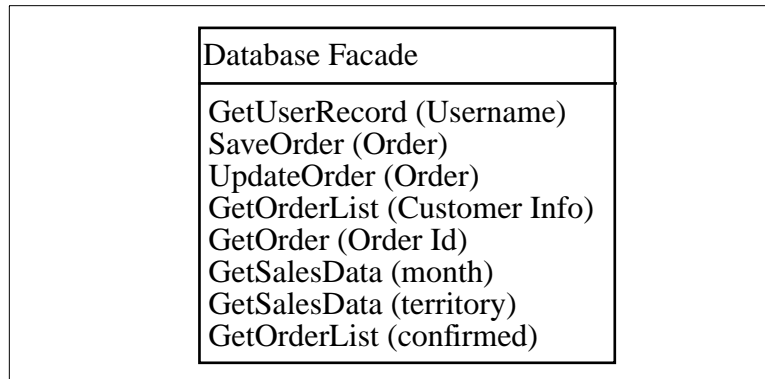 Database Facade
GetUserRecord (Username)
SaveOrder (Order)
UpdateOrder (Order)
GetOrderList (Customer Info)
GetOrder (Order Id)
GetSalesData (month)
GetSalesData (territory)
GetOrderList (confirmed)